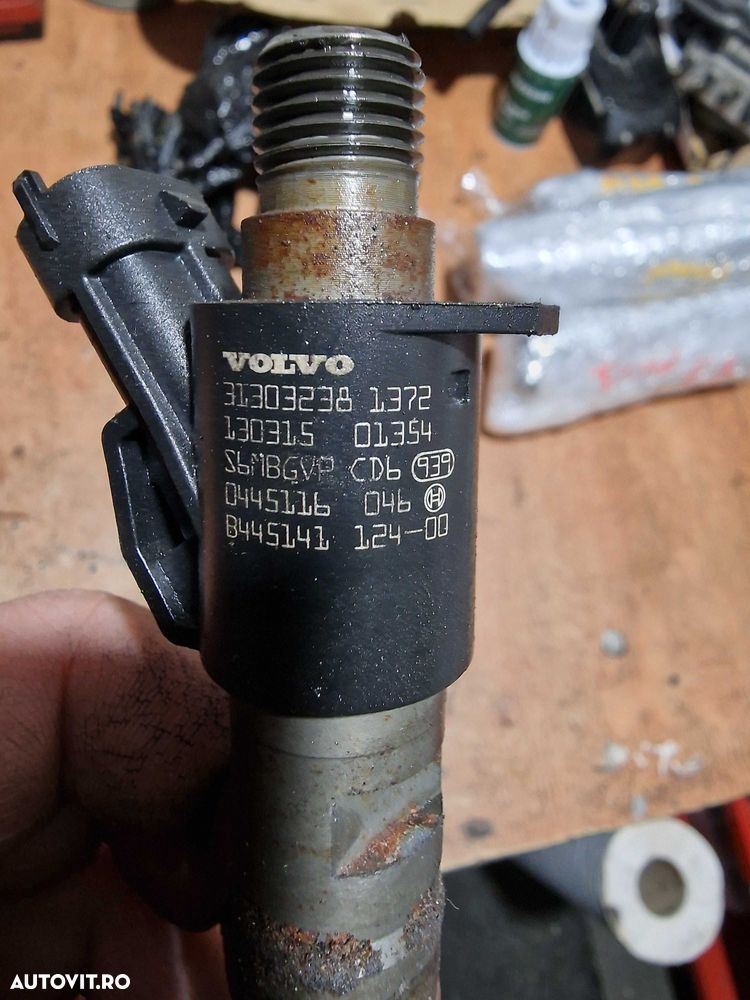 VOLVO
31303238 1372
130315 01354
S6MBGVP CD6 939
0445116 046
B445141 124-00
AUTOVIT.RO